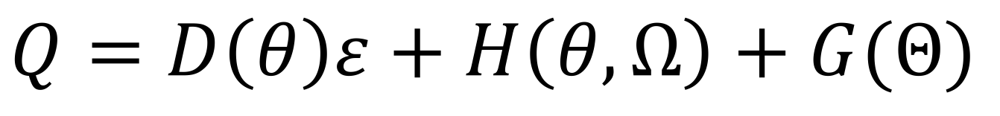 Q = D(θ)ε + H(θ,Ω) + G(Θ)